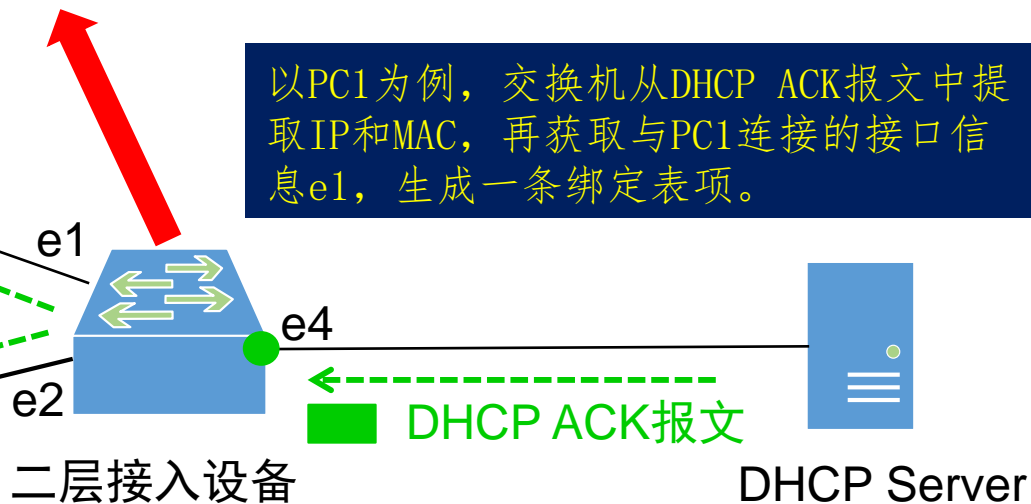 以PC1为例，交换机从DHCP ACK报文中提
取IP和MAC，再获取与PC1连接的接口信
息e1，生成一条绑定表项。
e1
e4
e2
DHCP ACK报文
二层接入设备
DHCP Server